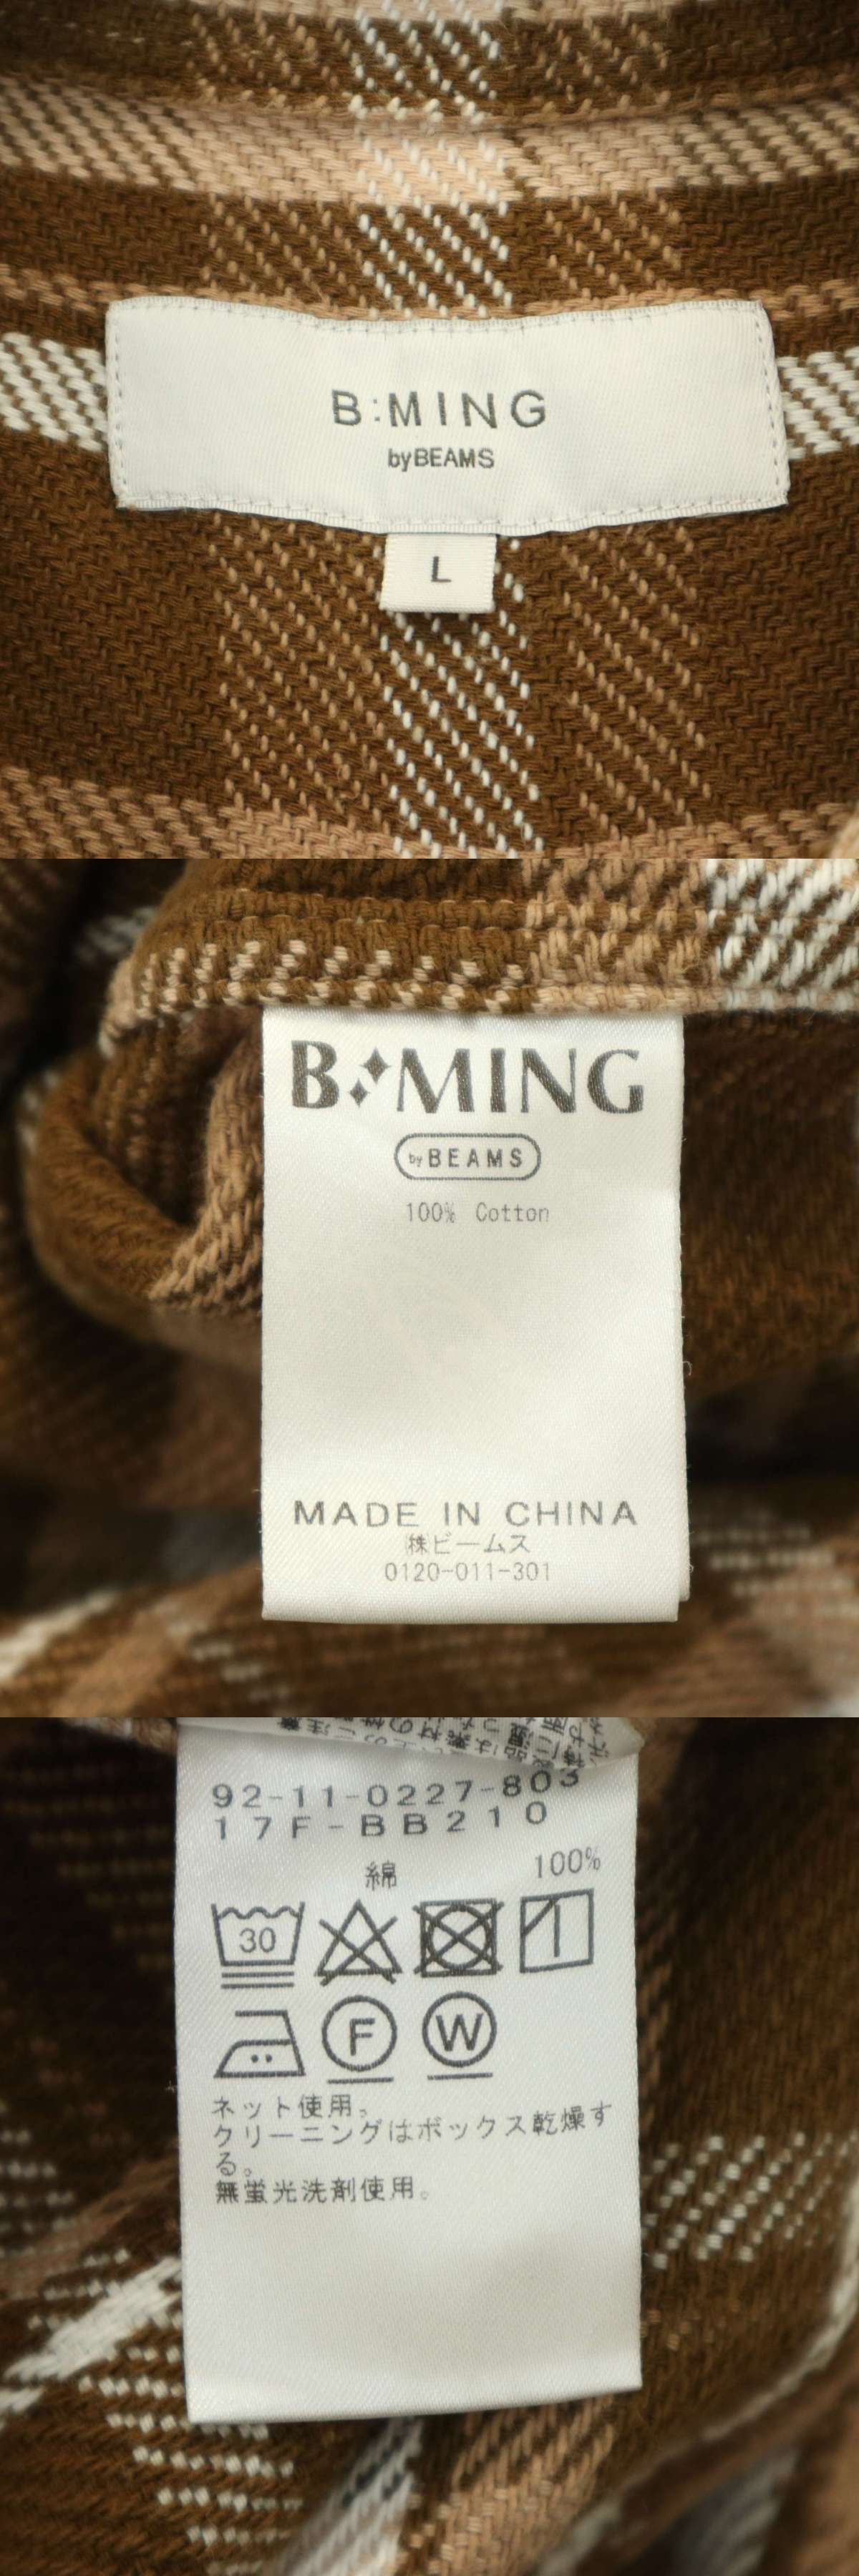 B:MING
by BEAMS
L
B:MING
by BEAMS
100% Cotton
MADE IN CHINA
㈱ビームス
0120-011-301
92-11-0227-803
17F-BB210
綿 100%
30
F W
ネット使用。
クリーニングはボックス乾燥す
る。
無蛍光洗剤使用。